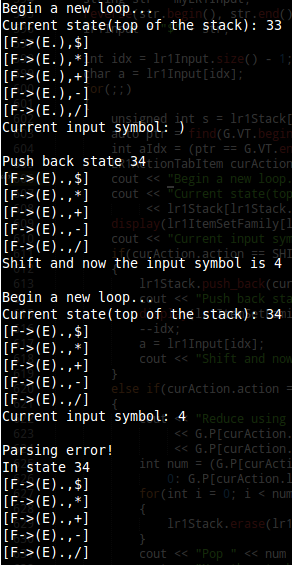 Begin a new loop...
Current state(top of the stack): 33
[F->(E.),$]
[F->(E.),*]
[F->(E.),+]
[F->(E.),-]
[F->(E.),/]
Current input symbol: )
Push back state 34
[F->(E).,$]
[F->(E).,*]
[F->(E).,+]
[F->(E).,-]
[F->(E).,/]
Shift and now the input symbol is 4
Begin a new loop...
Current state(top of the stack): 34
[F->(E).,$]
[F->(E).,*]
[F->(E).,+]
[F->(E).,-]
[F->(E).,/]
Current input symbol: 4
Parsing error!
In state 34
[F->(E).,$]
[F->(E).,*]
[F->(E).,+]
[F->(E).,-]
[F->(E).,/]